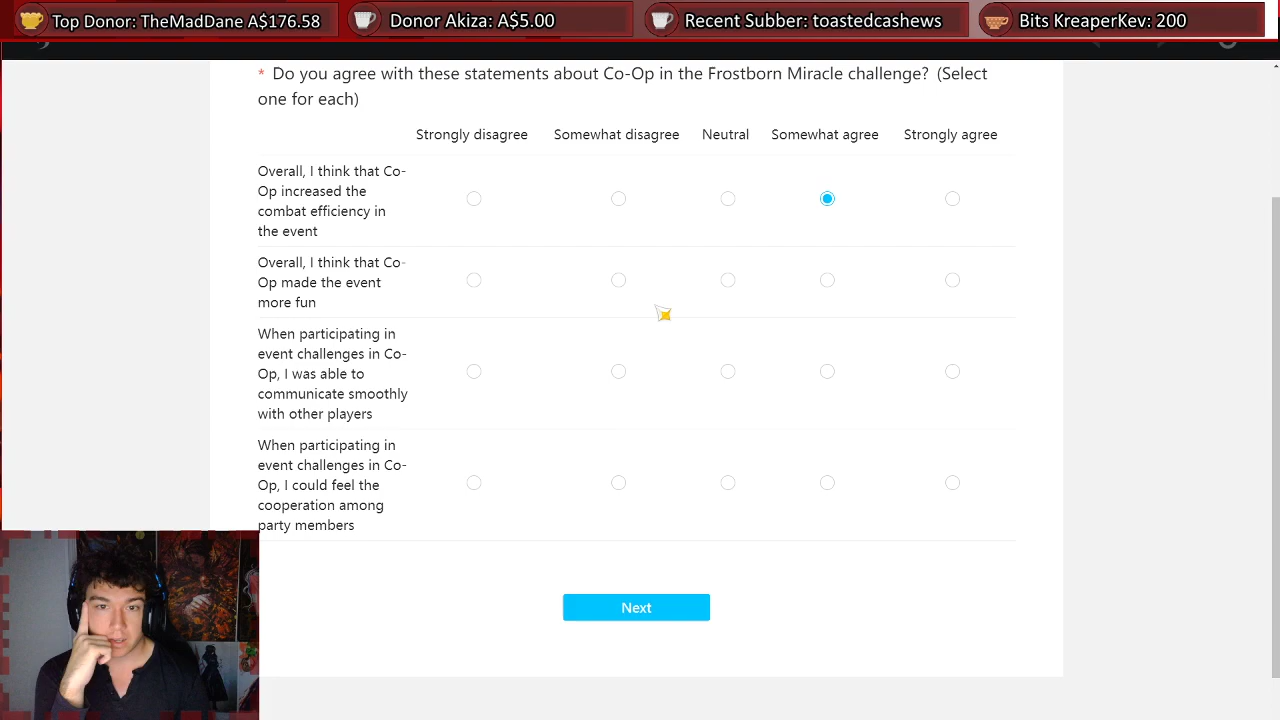 Top Donor: TheMadDane A$176.58
Donor Akiza: A$5.00
Recent Subber: toastedcashews
Bits KreaperKev: 200
* Do you agree with these statements about Co-Op in the Frostborn Miracle challenge? (Select
one for each)
Strongly disagree
Somewhat disagree
Neutral
Somewhat agree
Strongly agree
Overall, I think that Co-
Op increased the
combat efficiency in
the event
Overall, I think that Co-
Op made the event
more fun
When participating in
event challenges in Co-
Op, I was able to
communicate smoothly
with other players
When participating in
event challenges in Co-
Op, I could feel the
cooperation among
party members
Next